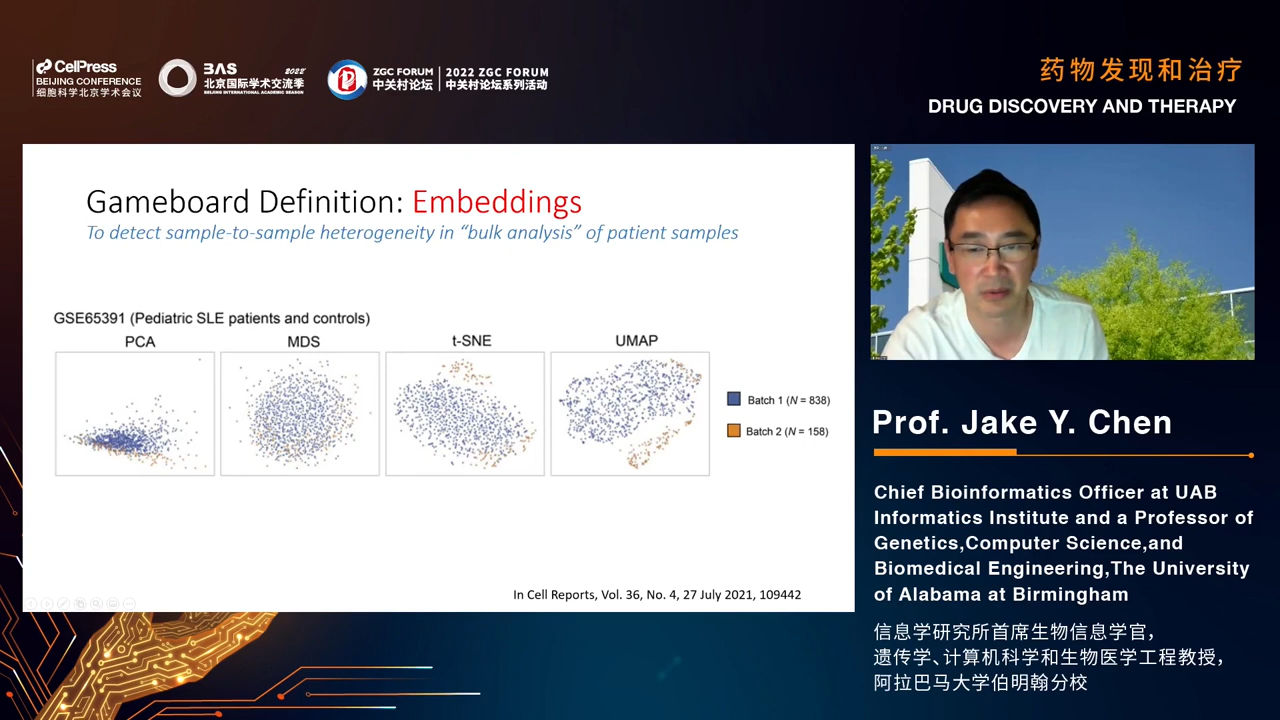 CelPress
BEIJING CONFERENCE
细胞科学北京学术会议
BAS 2022
北京国际学术交流季
BEIJING INTERNATIONAL ACADEMIC SEASON
ZGC FORUM
中关村论坛
2022 ZGC FORUM
中关村论坛系列活动
药物发现和治疗
DRUG DISCOVERY AND THERAPY
Gameboard Definition: Embeddings
To detect sample-to-sample heterogeneity in “bulk analysis” of patient samples
GSE65391 (Pediatric SLE patients and controls)
PCA
MDS
t-SNE
UMAP
Batch 1 (N = 838)
Batch 2 (N = 158)
In Cell Reports, Vol. 36, No. 4, 27 July 2021, 109442
Prof. Jake Y. Chen
Chief Bioinformatics Officer at UAB
Informatics Institute and a Professor of
Genetics,Computer Science,and
Biomedical Engineering,The University
of Alabama at Birmingham
信息学研究所首席生物信息学官,
遗传学、计算机科学和生物医学工程教授,
阿拉巴马大学伯明翰分校